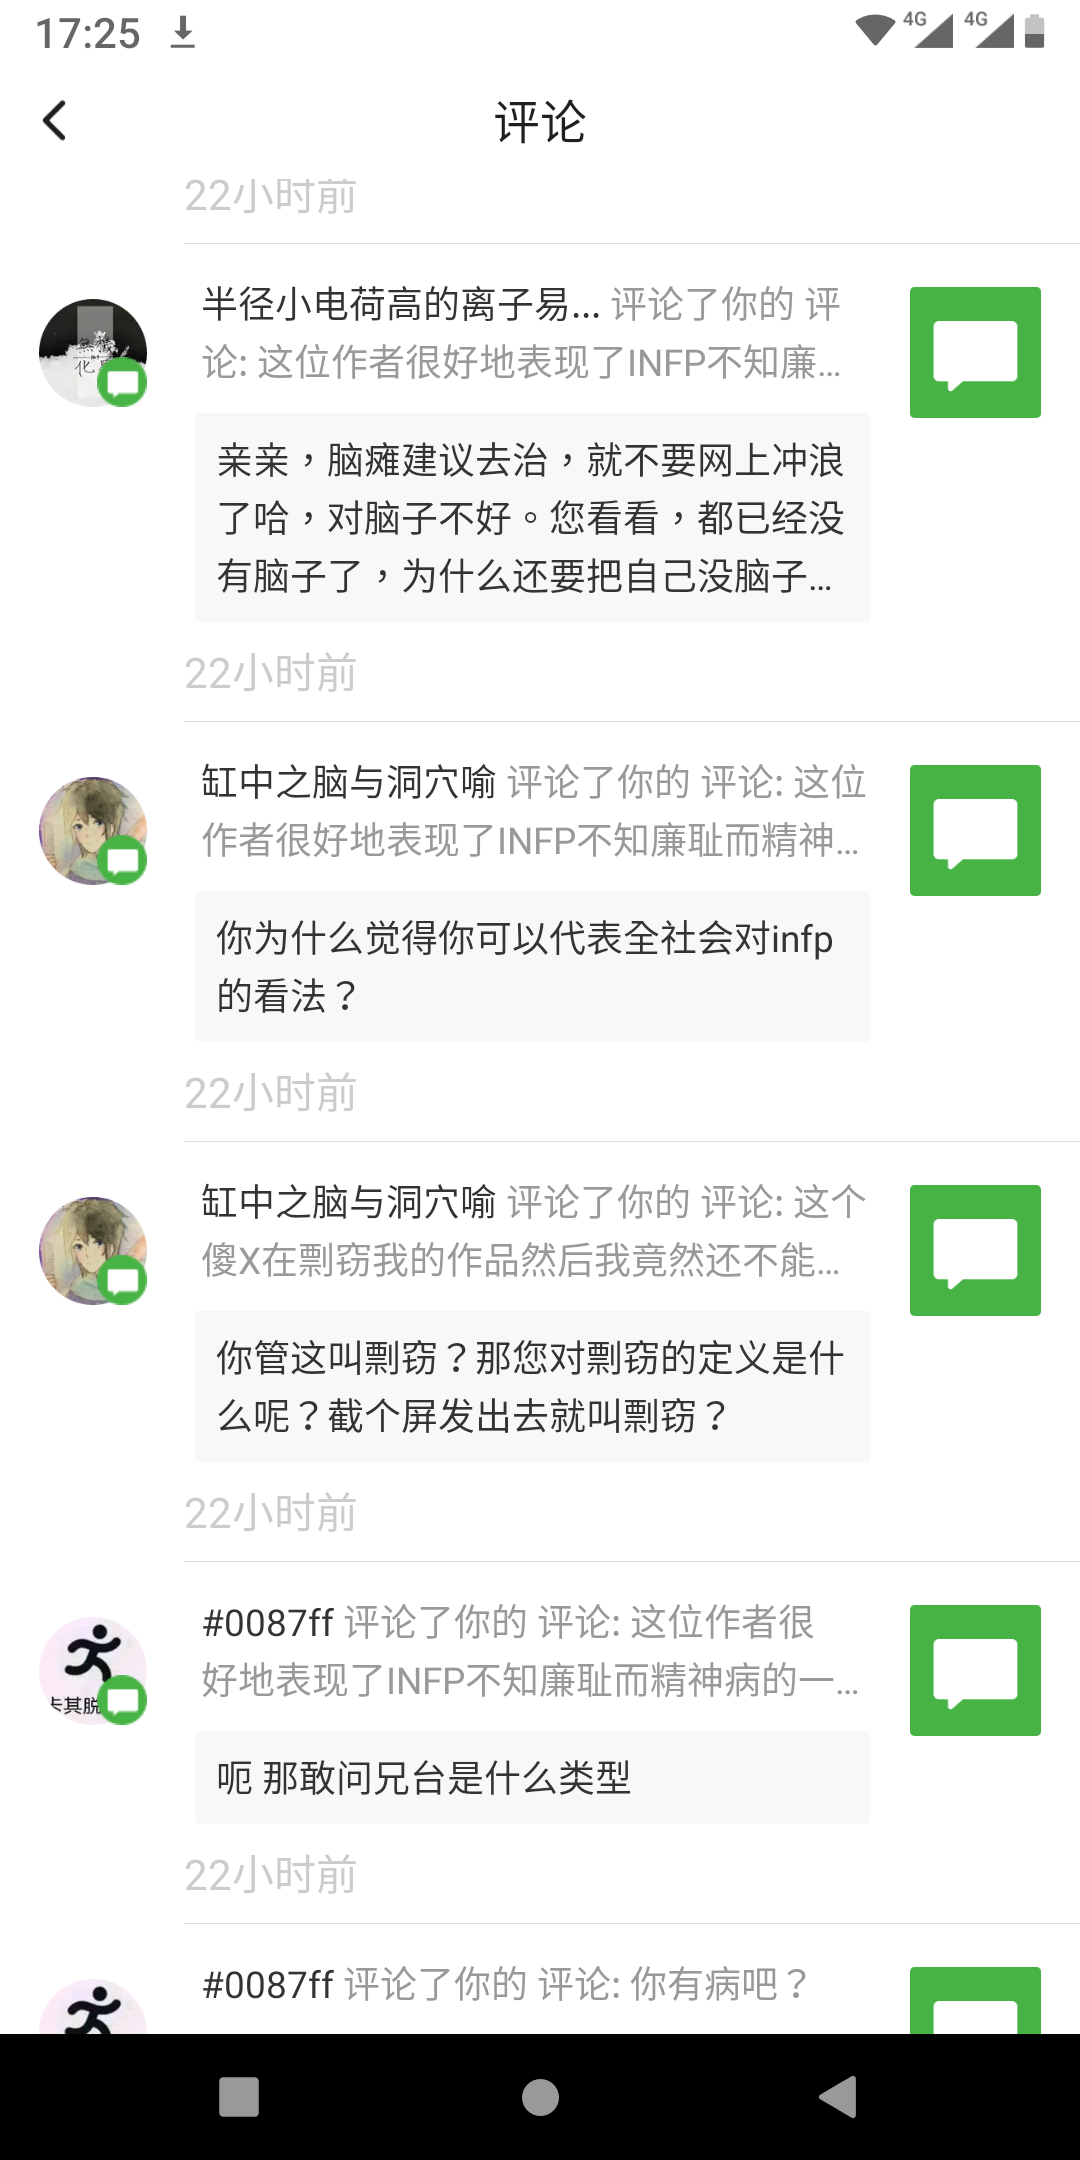 17:25
4G
4G
评论
22小时前
半径小电荷高的离子易... 评论了你的 评
论: 这位作者很好地表现了INFP不知廉...
亲亲，脑瘫建议去治，就不要网上冲浪
了哈，对脑子不好。您看看，都已经没
有脑子了，为什么还要把自己没脑子...
22小时前
缸中之脑与洞穴喻 评论了你的 评论: 这位
作者很好地表现了INFP不知廉耻而精神...
你为什么觉得你可以代表全社会对infp
的看法？
22小时前
缸中之脑与洞穴喻 评论了你的 评论: 这个
傻X在剽窃我的作品然后我竟然还不能...
你管这叫剽窃？那您对剽窃的定义是什
么呢？截个屏发出去就叫剽窃？
22小时前
#0087ff 评论了你的 评论: 这位作者很
好地表现了INFP不知廉耻而精神病的一...
其脱
呃 那敢问兄台是什么类型
22小时前
#0087ff 评论了你的 评论: 你有病吧？